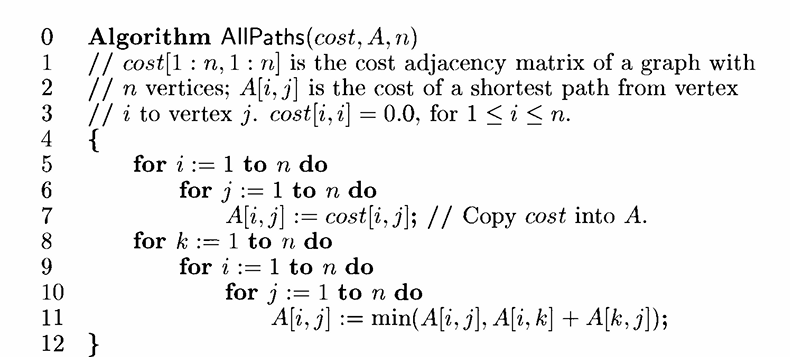 0 Algorithm AllPaths(cost, A, n)
1 // cost[1 : n, 1 : n] is the cost adjacency matrix of a graph with
2 // n vertices; A[i, j] is the cost of a shortest path from vertex
3 // i to vertex j. cost[i, i] = 0.0, for 1 ≤ i ≤ n.
4 {
5 for i := 1 to n do
6 for j := 1 to n do
7 A[i, j] := cost[i, j]; // Copy cost into A.
8 for k := 1 to n do
9 for i := 1 to n do
10 for j := 1 to n do
11 A[i, j] := min(A[i, j], A[i, k] + A[k, j]);
12 }